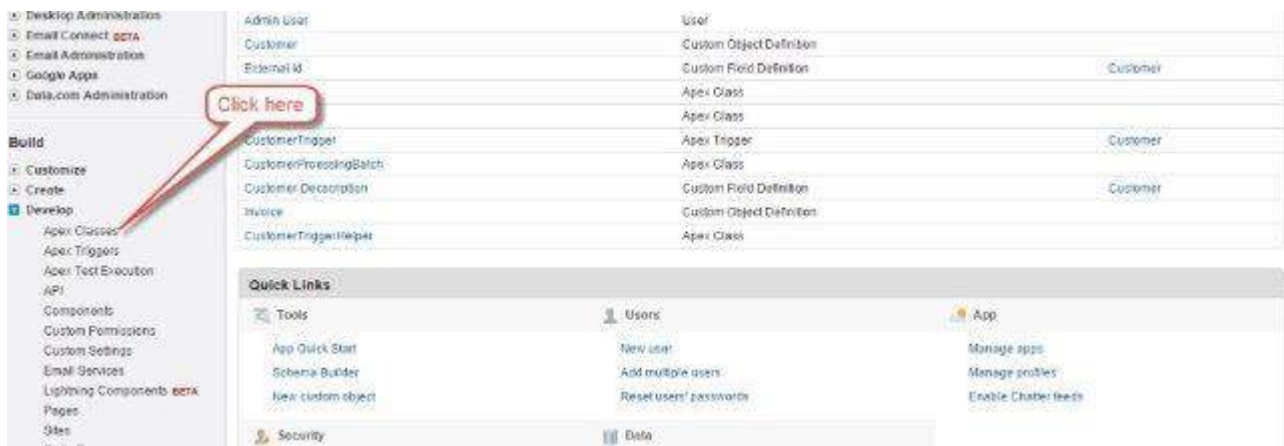 Desktop Administration
Email Connect BETA
Email Administration
Google Apps
Data.com Administration
Build
Customize
Create
Develop
Apex Classes
Apex Triggers
Apex Test Execution
API
Components
Custom Permissions
Custom Settings
Email Services
Lightning Components BETA
Pages
Sites
Click here
Admin User User
Customer Custom Object Definition
External Id Custom Field Definition Customer
Apex Class
Apex Class
CustomerTrigger Apex Trigger Customer
CustomerProessingBatch Apex Class
Customer Decscription Custom Field Definition Customer
Invoice Custom Object Definition
CustomerTriggerHelper Apex Class
Quick Links
Tools Users App
App Quick Start New user Manage apps
Schema Builder Add multiple users Manage profiles
New custom object Reset users' passwords Enable Chatter feeds
Security Data